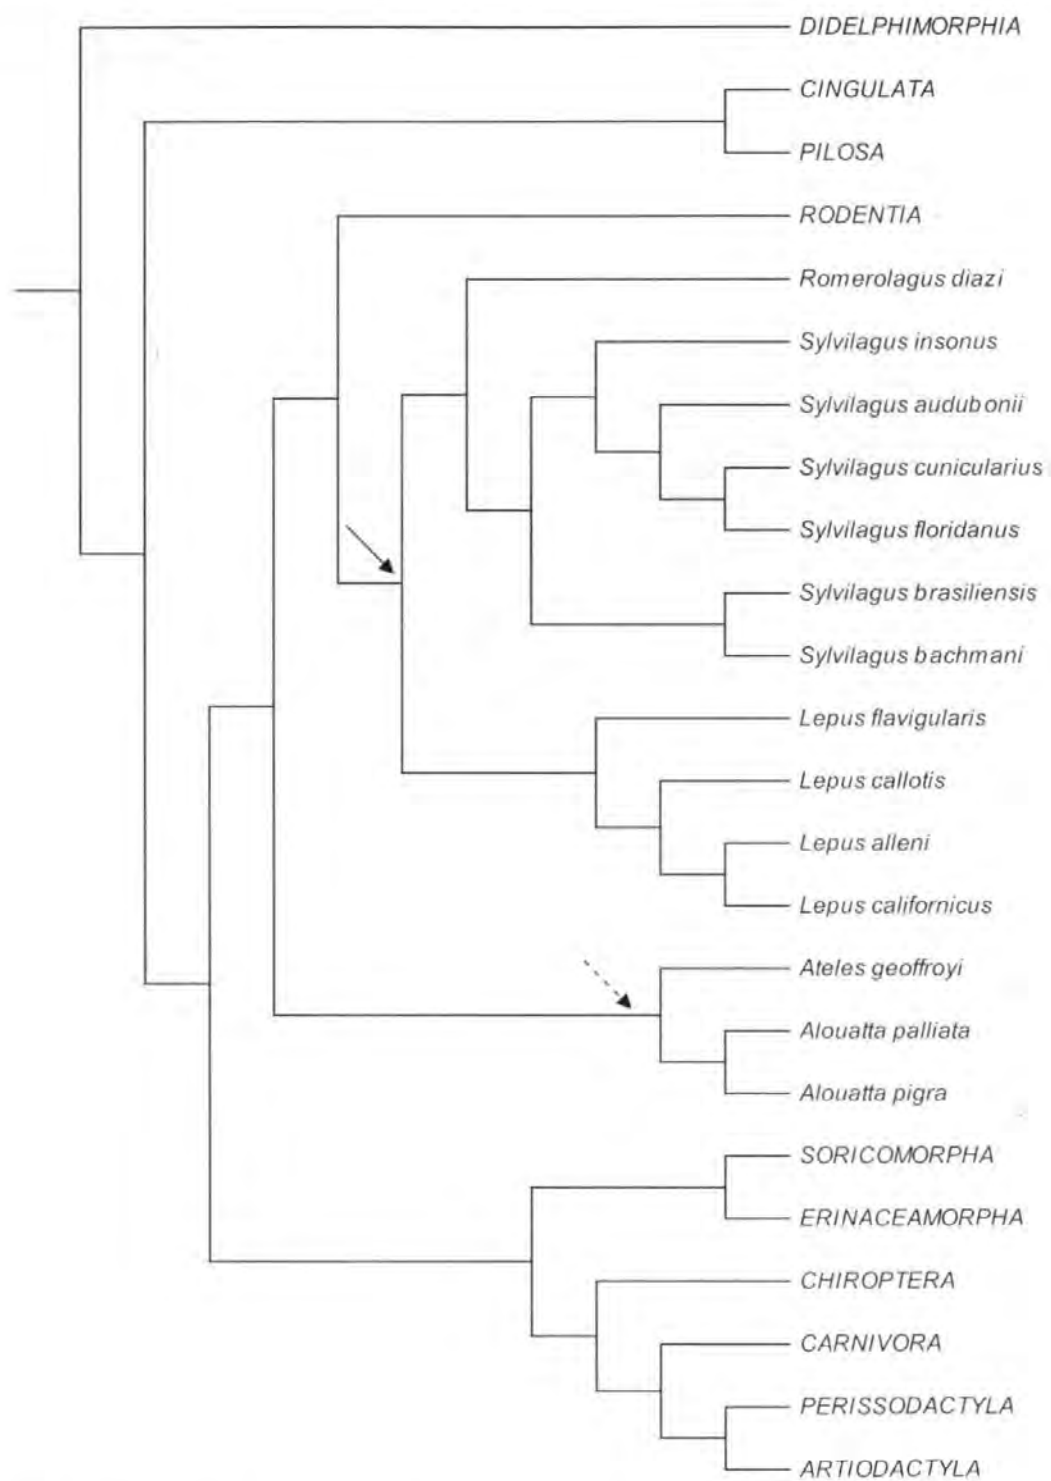 DIDELPHIMORPHIA
CINGULATA
PILOSA
RODENTIA
Romerolagus diazi
Sylvilagus insonus
Sylvilagus audubonii
Sylvilagus cunicularius
Sylvilagus floridanus
Sylvilagus brasiliensis
Sylvilagus bachmani
Lepus flavigularis
Lepus callotis
Lepus alleni
Lepus californicus
Ateles geoffroyi
Alouatta palliata
Alouatta pigra
SORICOMORPHA
ERINACEAMORPHA
CHIROPTERA
CARNIVORA
PERISSODACTYLA
ARTIODACTYLA